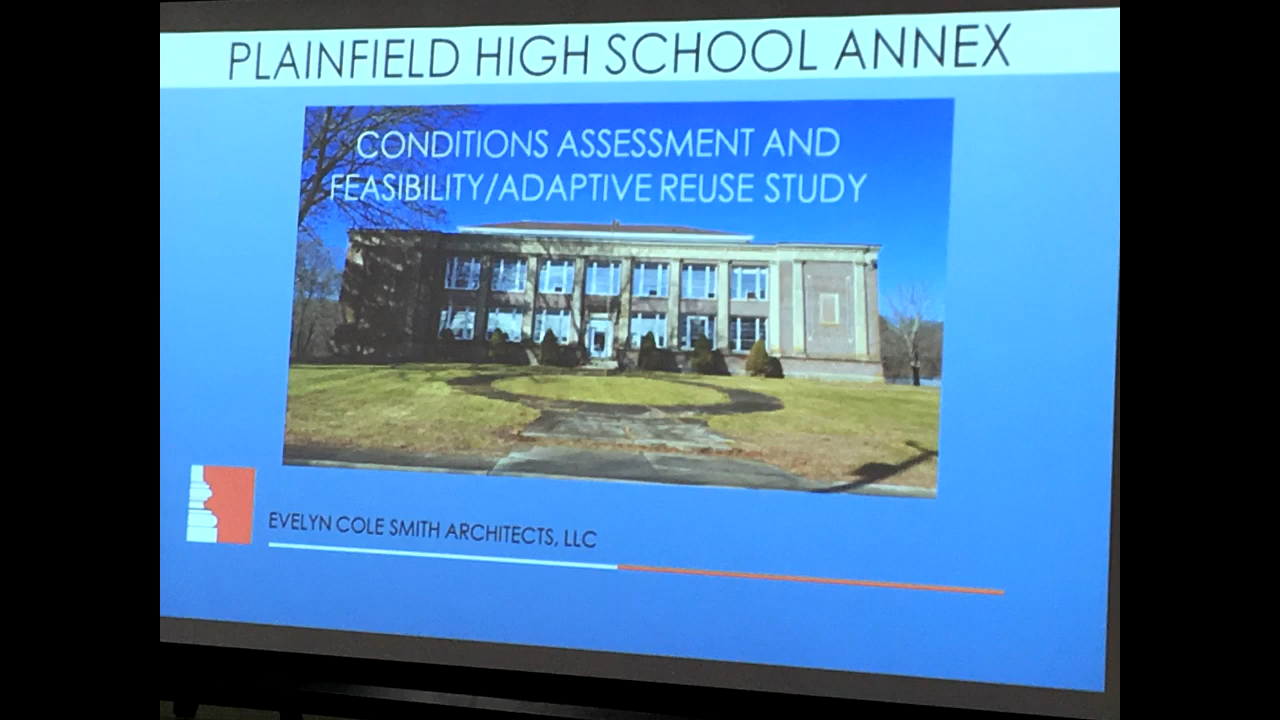 PLAINFIELD HIGH SCHOOL ANNEX
CONDITIONS ASSESSMENT AND
FEASIBILITY/ADAPTIVE REUSE STUDY
EVELYN COLE SMITH ARCHITECTS, LLC